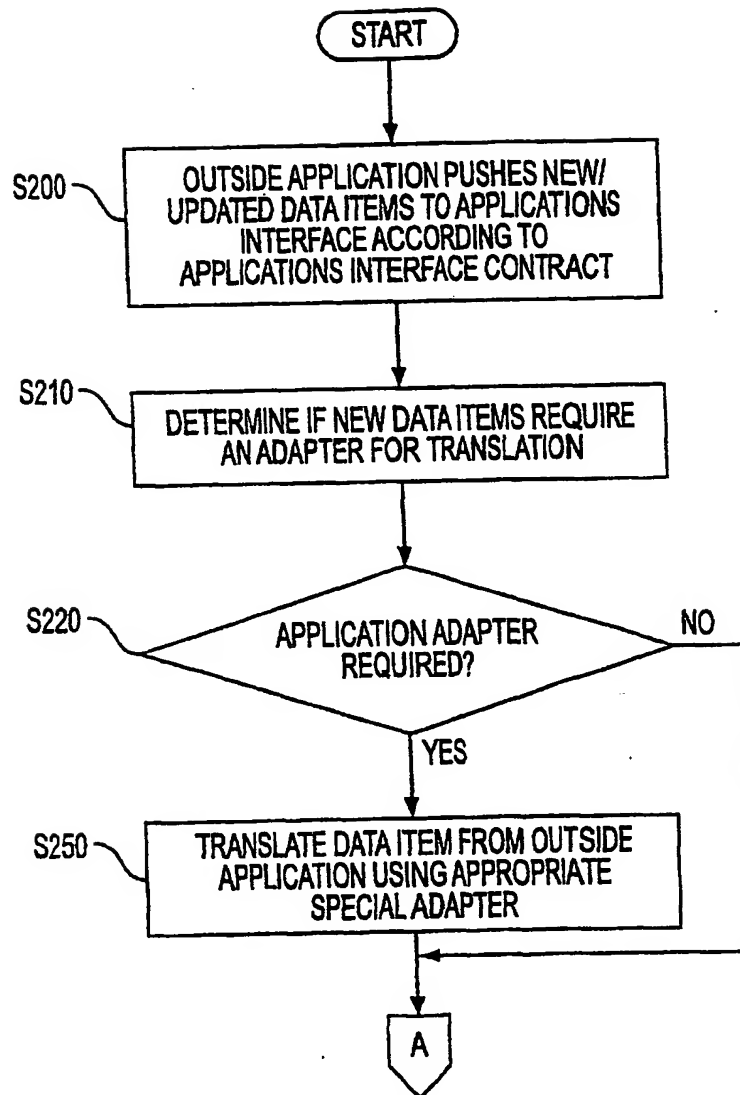 START
S200
OUTSIDE APPLICATION PUSHES NEW/
UPDATED DATA ITEMS TO APPLICATIONS
INTERFACE ACCORDING TO
APPLICATIONS INTERFACE CONTRACT
S210
DETERMINE IF NEW DATA ITEMS REQUIRE
AN ADAPTER FOR TRANSLATION
S220
APPLICATION ADAPTER
REQUIRED?
NO
YES
S250
TRANSLATE DATA ITEM FROM OUTSIDE
APPLICATION USING APPROPRIATE
SPECIAL ADAPTER
A